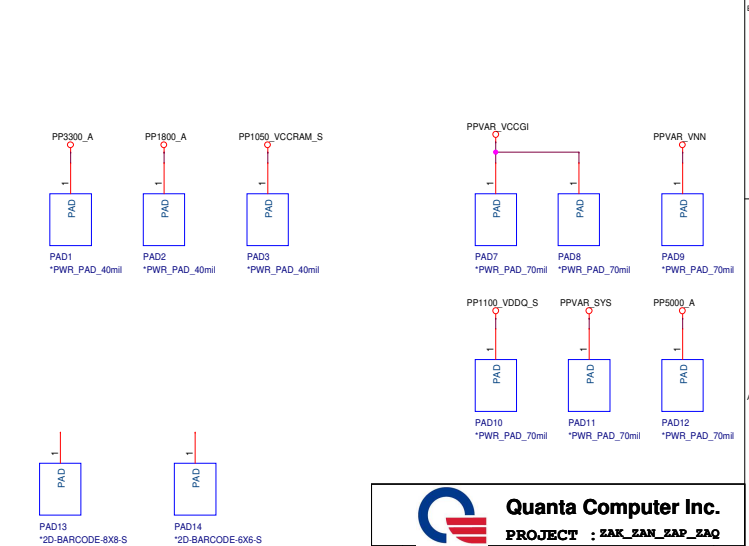 PP3300_A
PP1800_A
PP1050_VCCRAM_S
1
PAD
1
PAD
1
PAD
PAD1
*PWR_PAD_40mil
PAD2
*PWR_PAD_40mil
PAD3
*PWR_PAD_40mil
PPVAR_VCCGI
PPVAR_VNN
1
PAD
1
PAD
1
PAD
PAD7
*PWR_PAD_70mil
PAD8
*PWR_PAD_70mil
PAD9
*PWR_PAD_70mil
PP1100_VDDQ_S
PPVAR_SYS
PP5000_A
1
PAD
1
PAD
1
PAD
PAD10
*PWR_PAD_70mil
PAD11
*PWR_PAD_70mil
PAD12
*PWR_PAD_70mil
1
PAD
1
PAD
PAD13
*2D-BARCODE-8X8-S
PAD14
*2D-BARCODE-6X6-S
Quanta Computer Inc.
PROJECT : ZAK_ZAN_ZAP_ZAQ